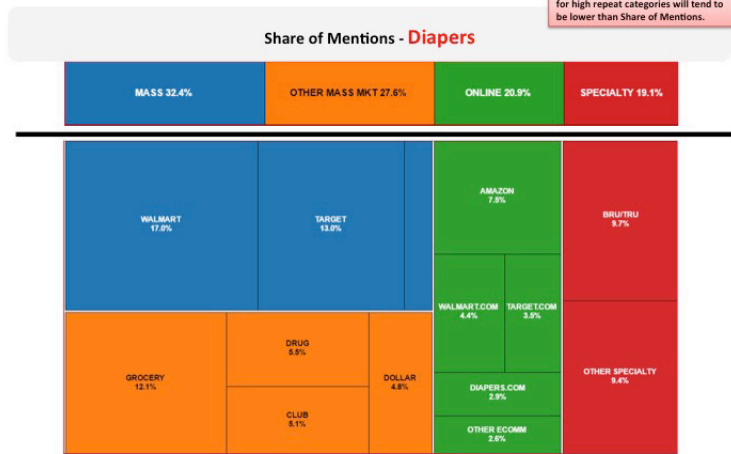 for high repeat categories will tend to
be lower than Share of Mentions.
Share of Mentions - Diapers
MASS 32.4%
OTHER MASS MKT 27.6%
ONLINE 20.9%
SPECIALTY 19.1%
WALMART
17.0%
TARGET
13.0%
AMAZON
7.5%
BRU/TRU
9.7%
WALMART.COM
4.4%
TARGET.COM
3.5%
GROCERY
12.1%
DRUG
5.5%
DOLLAR
4.8%
CLUB
5.1%
DIAPERS.COM
2.9%
OTHER ECOMM
2.6%
OTHER SPECIALTY
9.4%